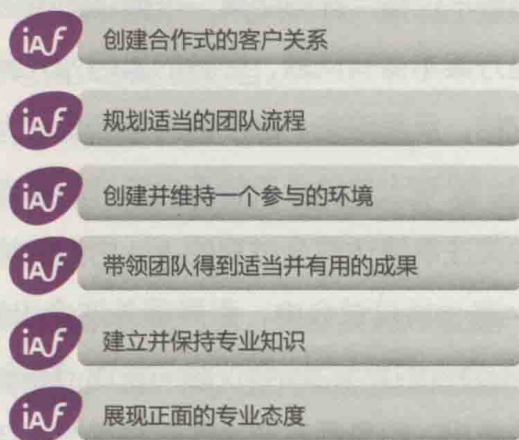 iAF 创建合作式的客户关系
iAF 规划适当的团队流程
iAF 创建并维持一个参与的环境
iAF 带领团队得到适当并有用的成果
iAF 建立并保持专业知识
iAF 展现正面的专业态度